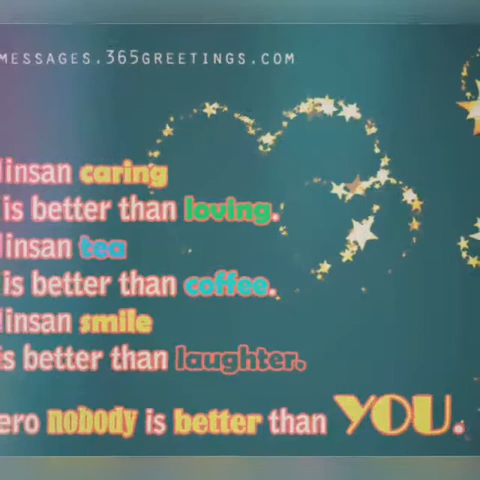 MESSAGES.365GREETINGS.COM
insan caring
is better than loving.
insan tea
is better than coffee.
insan smile
is better than laughter.
ero nobody is better than YOU.